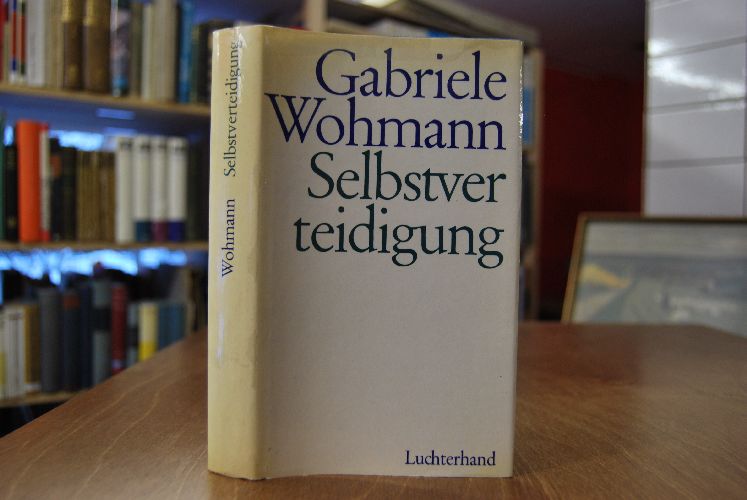 Gabriele
Wohmann
Selbstver
teidigung
Luchterhand
Wohmann Selbstverteidigung